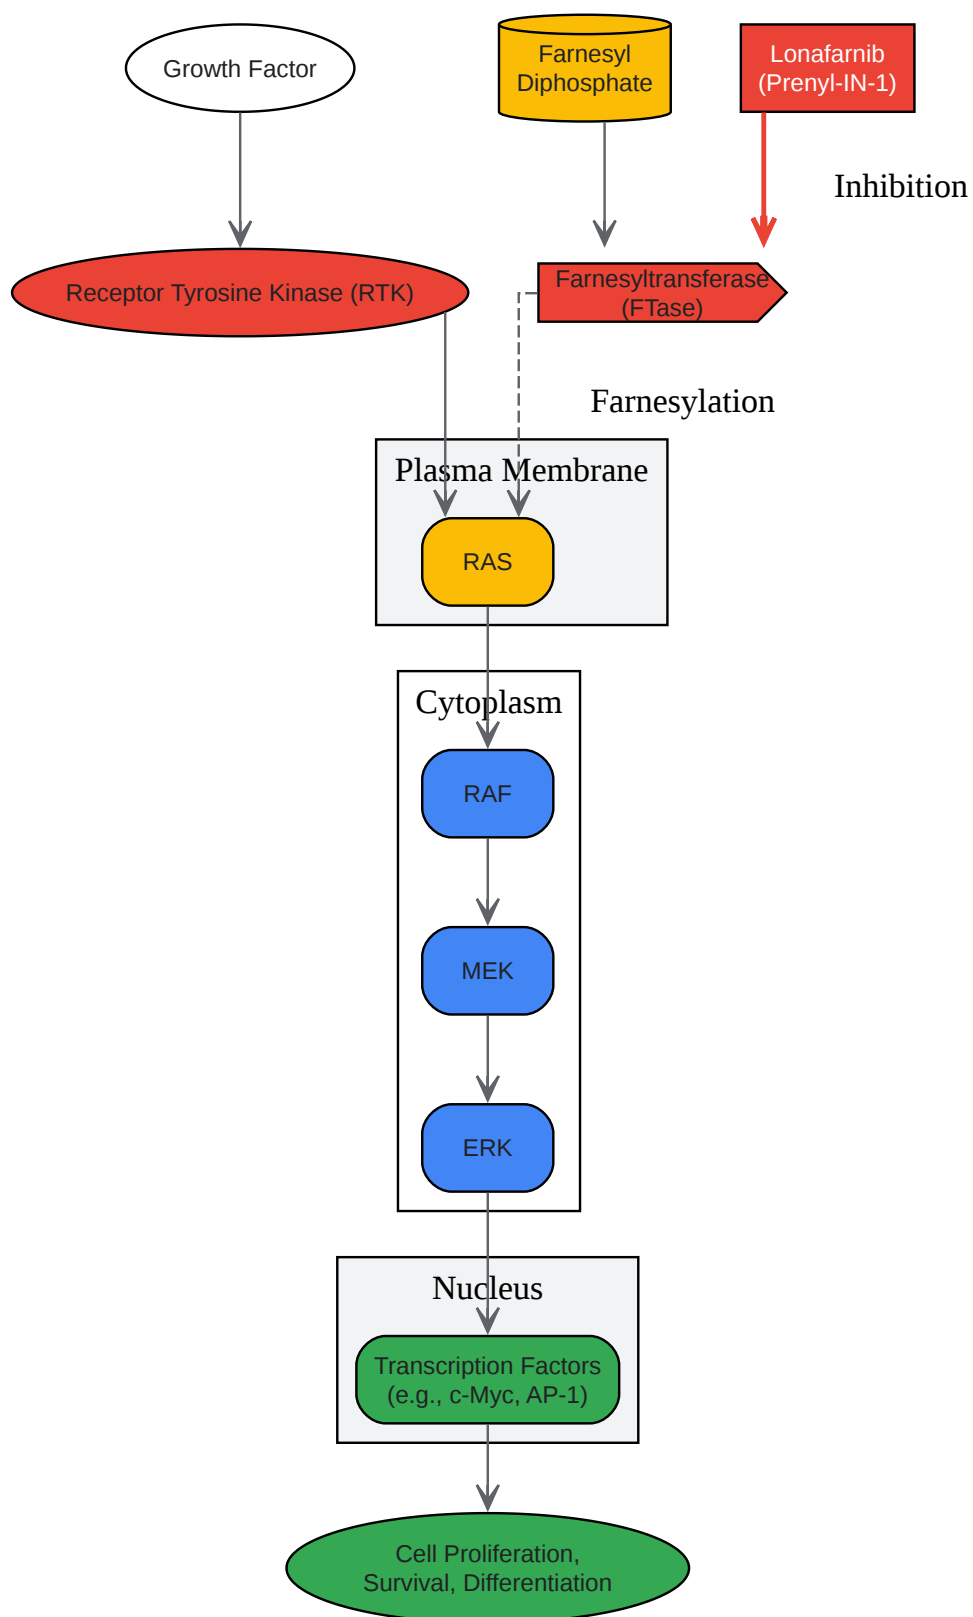 Growth Factor
Farnesyl
Diphosphate
Lonafarnib
(Prenyl-IN-1)
Inhibition
Receptor Tyrosine Kinase (RTK)
Farnesyltransferase
(FTase)
Farnesylation
Plasma Membrane
RAS
Cytoplasm
RAF
MEK
ERK
Nucleus
Transcription Factors
(e.g., c-Myc, AP-1)
Cell Proliferation,
Survival, Differentiation